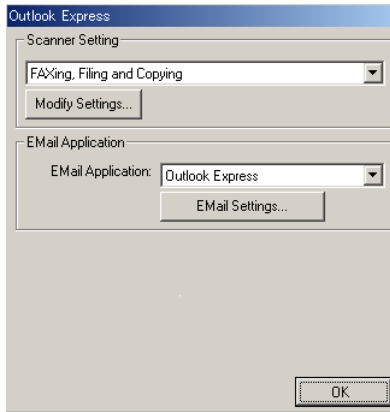 Outlook Express
Scanner Setting
FAXing, Filing and Copying
Modify Settings...
EMail Application
EMail Application: Outlook Express
EMail Settings...
OK